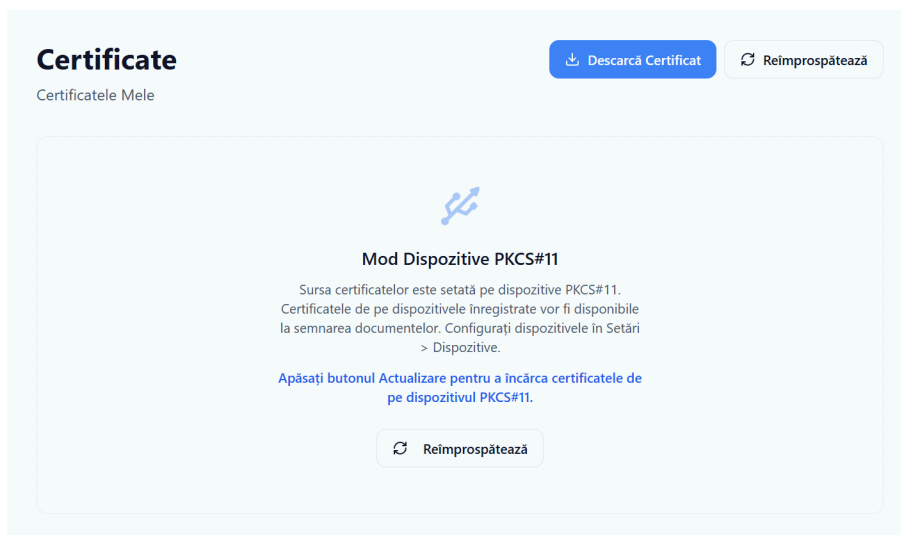 Certificate
Descarcă Certificat
Reîmprospătează
Certificatele Mele
Mod Dispozitive PKCS#11
Sursa certificatelor este setată pe dispozitive PKCS#11.
Certificatele de pe dispozitivele înregistrate vor fi disponibile
la semnarea documentelor. Configurați dispozitivele în Setări
> Dispozitive.
Apăsați butonul Actualizare pentru a încărca certificatele de
pe dispozitivul PKCS#11.
Reîmprospătează